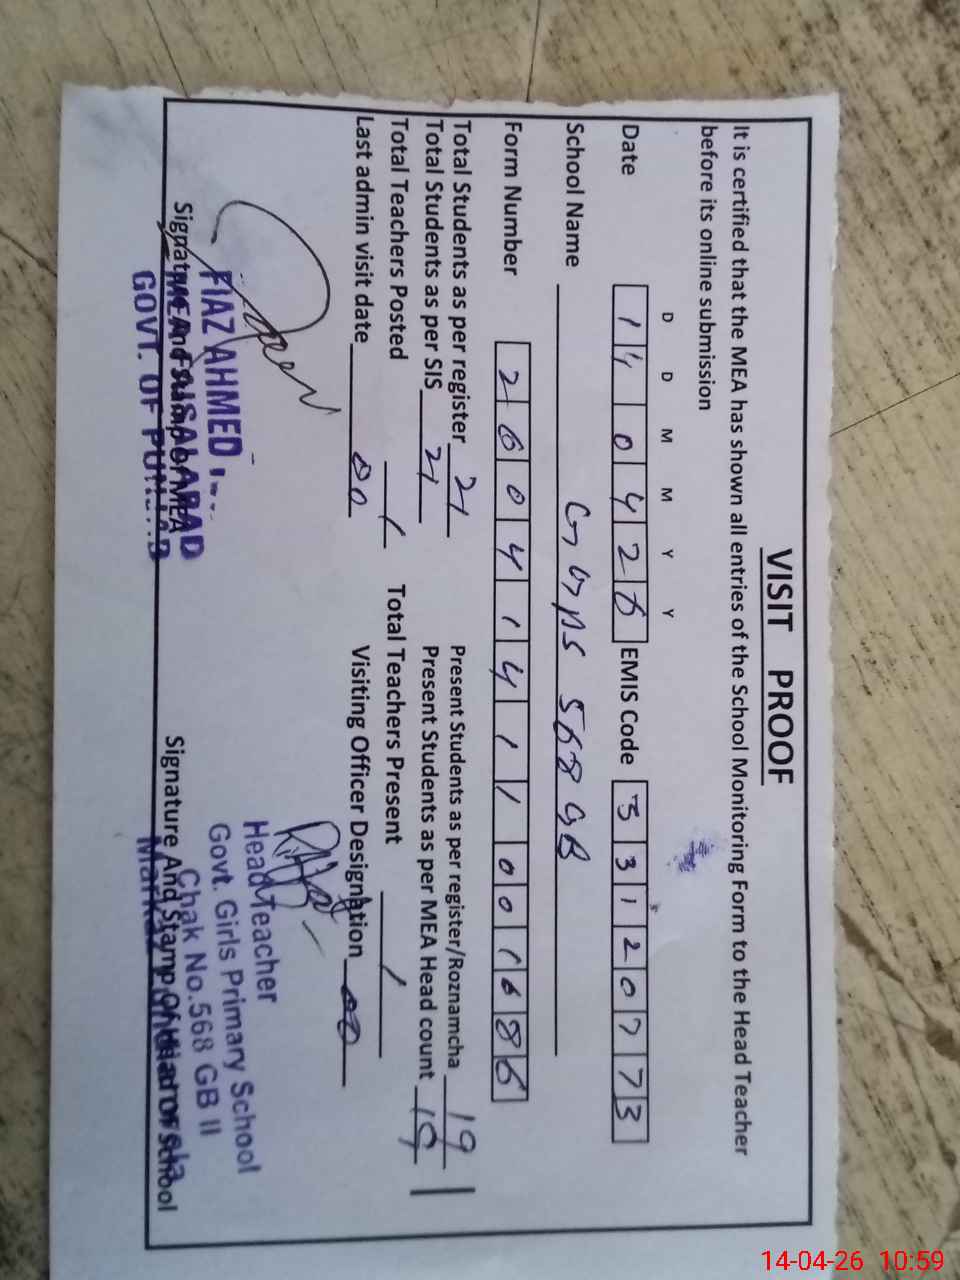 VISIT PROOF
It is certified that the MEA has shown all entries of the School Monitoring Form to the Head Teacher
before its online submission
D D M M Y Y
Date 1 4 0 4 2 6 EMIS Code 3 3 1 2 0 7 7 3
School Name GGPS 568 GB
Form Number 2 6 0 4 1 4 1 1 0 0 1 6 8 6
Total Students as per register 21 Present Students as per register/Roznamcha 19
Total Students as per SIS 21 Present Students as per MEA Head count 19
Total Teachers Posted 1 Total Teachers Present 1
Last admin visit date 00 Visiting Officer Designation 00
FIAZ AHMED
MEA FAISALABAD
GOVT. OF PUNJAB
Signature And Stamp Of MEA
Head Teacher
Govt. Girls Primary School
Chak No.568 GB II
Signature And Stamp Of Head Of School
14-04-26 10:59